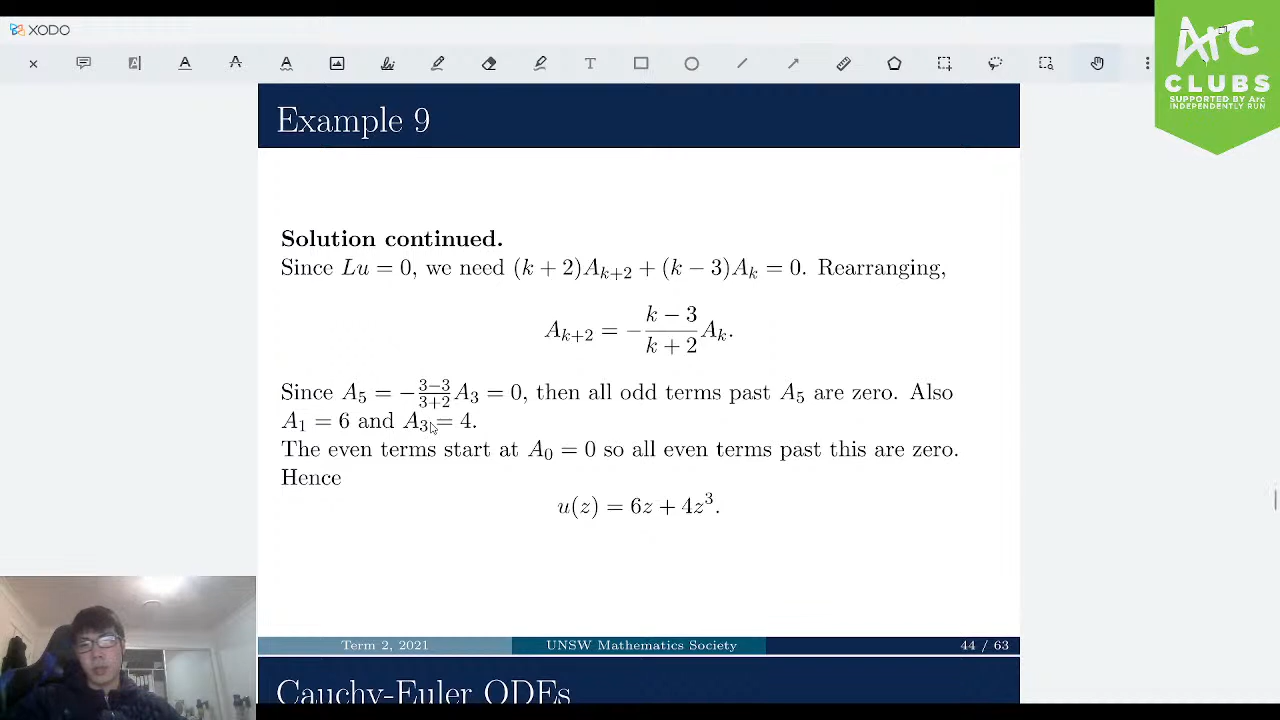 XODO
Arc
CLUBS
SUPPORTED BY Arc
INDEPENDENTLY RUN
Example 9
Solution continued.
Since Lu = 0, we need (k + 2)A_{k+2} + (k − 3)A_k = 0. Rearranging,
A_{k+2} = −\frac{k − 3}{k + 2} A_k.
Since A_5 = −\frac{3−3}{3+2} A_3 = 0, then all odd terms past A_5 are zero. Also
A_1 = 6 and A_3 = 4.
The even terms start at A_0 = 0 so all even terms past this are zero.
Hence
u(z) = 6z + 4z^3.
Term 2, 2021 UNSW Mathematics Society 44 / 63
Cauchy-Euler ODEs